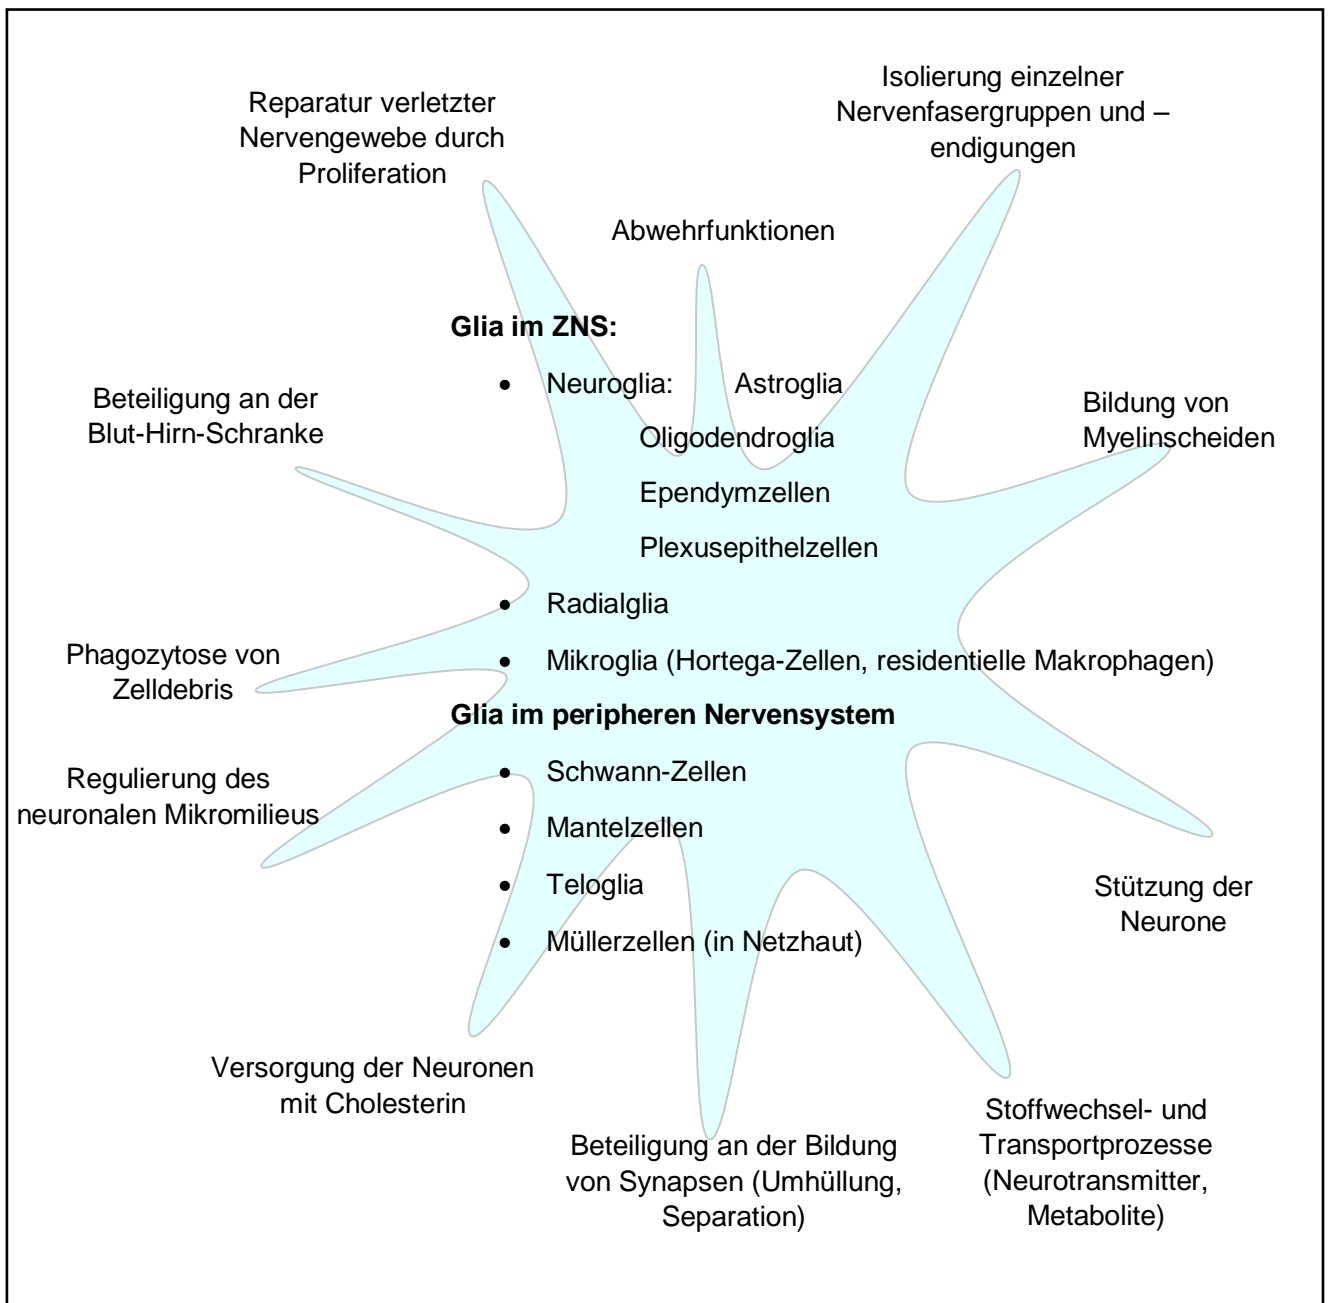 Reparatur verletzter
Nervengewebe durch
Proliferation
Isolierung einzelner
Nervenfasergruppen und –
endigungen
Abwehrfunktionen
Glia im ZNS:
• Neuroglia: Astroglia
Oligodendroglia
Ependymzellen
Plexusepithelzellen
• Radialglia
• Mikroglia (Hortega-Zellen, residentielle Makrophagen)
Glia im peripheren Nervensystem
• Schwann-Zellen
• Mantelzellen
• Teloglia
• Müllerzellen (in Netzhaut)
Beteiligung an der
Blut-Hirn-Schranke
Bildung von
Myelinscheiden
Phagozytose von
Zelldebris
Regulierung des
neuronalen Mikromilieus
Stützung der
Neurone
Versorgung der Neuronen
mit Cholesterin
Beteiligung an der Bildung
von Synapsen (Umhüllung,
Separation)
Stoffwechsel- und
Transportprozesse
(Neurotransmitter,
Metabolite)